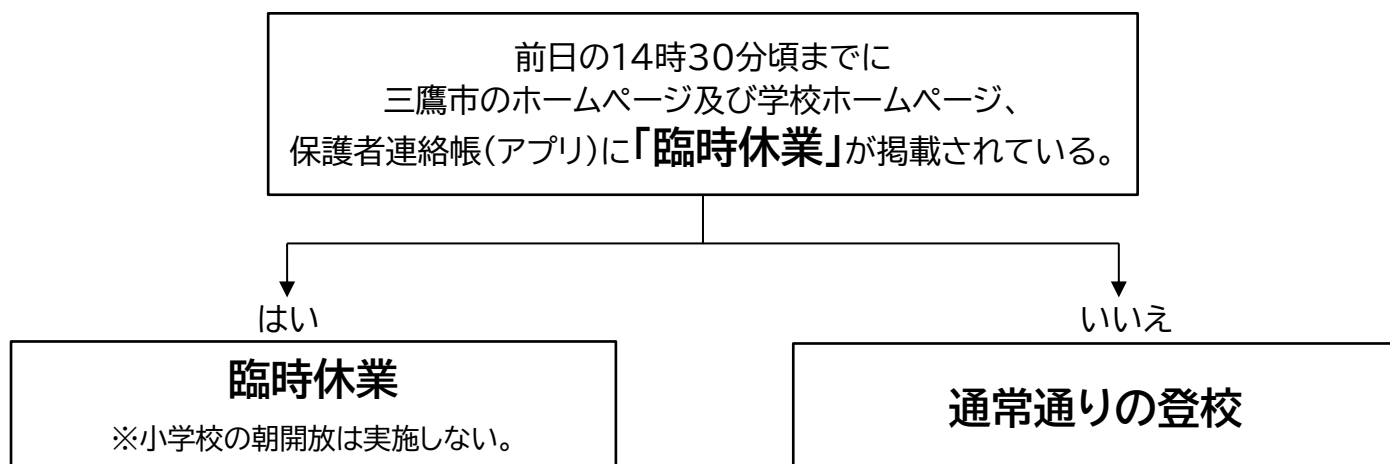 前日の14時30分頃までに
三鷹市のホームページ及び学校ホームページ、
保護者連絡帳(アプリ)に「臨時休業」が掲載されている。
はい
いいえ
臨時休業
※小学校の朝開放は実施しない。
通常通りの登校